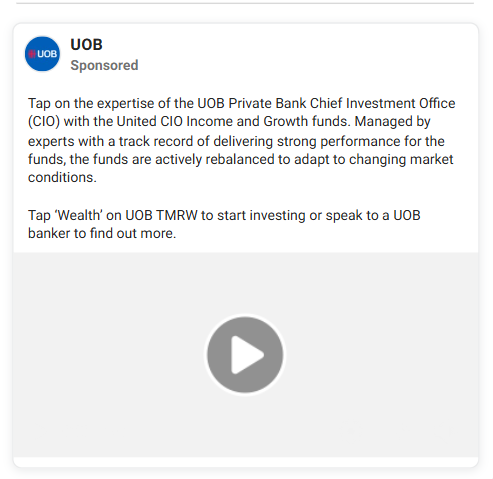 UOB
UOB
Sponsored
Tap on the expertise of the UOB Private Bank Chief Investment Office
(CIO) with the United CIO Income and Growth funds. Managed by
experts with a track record of delivering strong performance for the
funds, the funds are actively rebalanced to adapt to changing market
conditions.
Tap ‘Wealth’ on UOB TMRW to start investing or speak to a UOB
banker to find out more.